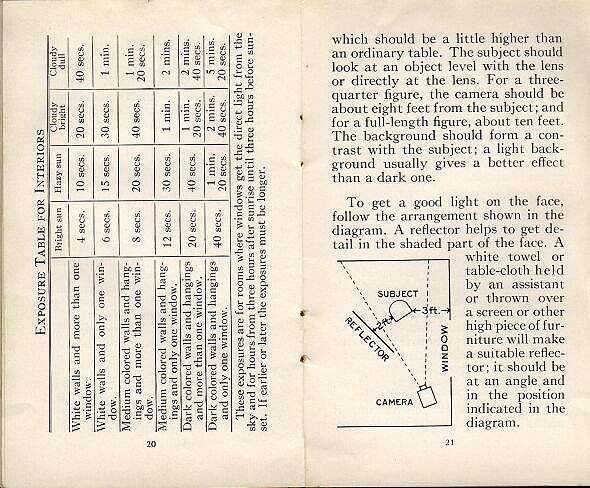 EXPOSURE TABLE FOR INTERIORS
Bright sun Hazy sun Cloudy bright Cloudy dull
White walls and more than one
window. 4 secs. 10 secs. 20 secs. 40 secs.
White walls and only one win-
dow. 6 secs. 15 secs. 30 secs. 1 min.
Medium colored walls and hang-
ings and more than one win-
dow. 8 secs. 20 secs. 40 secs. 1 min. 20 secs.
Medium colored walls and hang-
ings and only one window. 12 secs. 30 secs. 1 min. 2 mins.
Dark colored walls and hangings
and more than one window. 20 secs. 40 secs. 1 min. 20 secs. 2 mins. 40 secs.
Dark colored walls and hangings
and only one window. 40 secs. 1 min. 20 secs. 2 mins. 40 secs. 5 mins. 20 secs.
These exposures are for rooms where windows get the direct light from the
sky and for hours from three hours after sunrise until three hours before sun-
set. If earlier or later the exposures must be longer.
20
which should be a little higher than
an ordinary table. The subject should
look at an object level with the lens
or directly at the lens. For a three-
quarter figure, the camera should be
about eight feet from the subject; and
for a full-length figure, about ten feet.
The background should form a con-
trast with the subject; a light back-
ground usually gives a better effect
than a dark one.
To get a good light on the face,
follow the arrangement shown in the
diagram. A reflector helps to get de-
tail in the shaded part of the face. A
white towel or
table-cloth held
by an assistant
or thrown over
a screen or other
high piece of fur-
niture will make
a suitable reflec-
tor; it should be
at an angle and
in the position
indicated in the
diagram.
SUBJECT
3ft.
2ft.
REFLECTOR
WINDOW
CAMERA
21